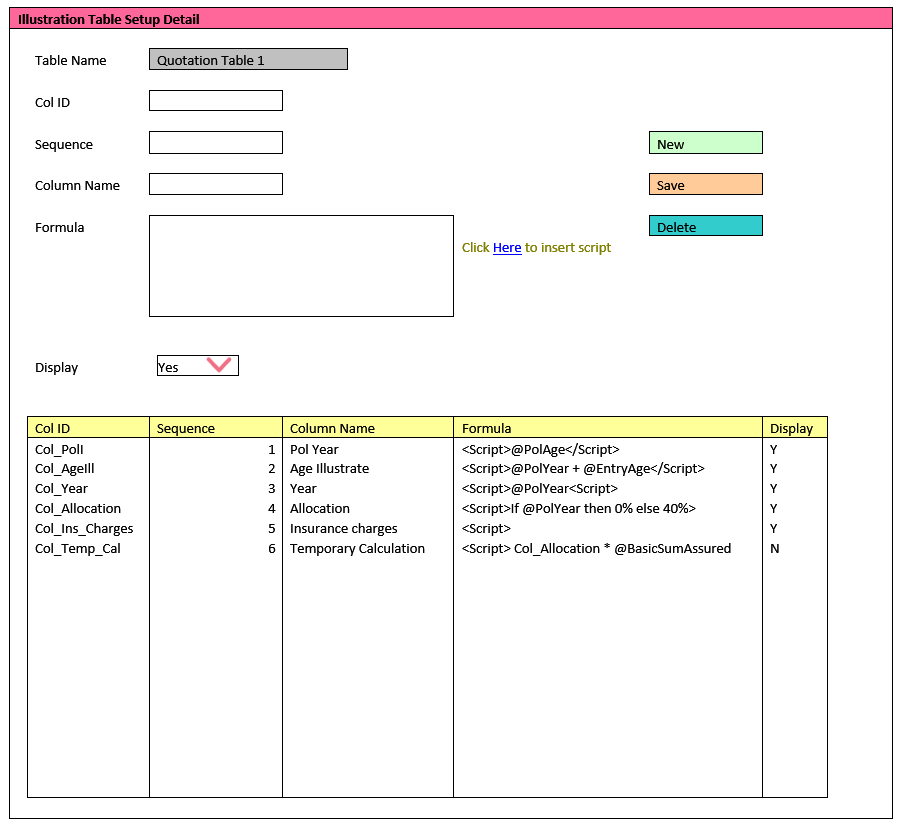 Illustration Table Setup Detail
Table Name Quotation Table 1
Col ID
Sequence New
Column Name Save
Formula Delete
Click Here to insert script
Display Yes
Col ID Sequence Column Name Formula Display
Col_PolI 1 Pol Year <Script>@PolAge</Script> Y
Col_AgeIll 2 Age Illustrate <Script>@PolYear + @EntryAge</Script> Y
Col_Year 3 Year <Script>@PolYear<Script> Y
Col_Allocation 4 Allocation <Script>If @PolYear then 0% else 40%> Y
Col_Ins_Charges 5 Insurance charges <Script> Y
Col_Temp_Cal 6 Temporary Calculation <Script> Col_Allocation * @BasicSumAssured N